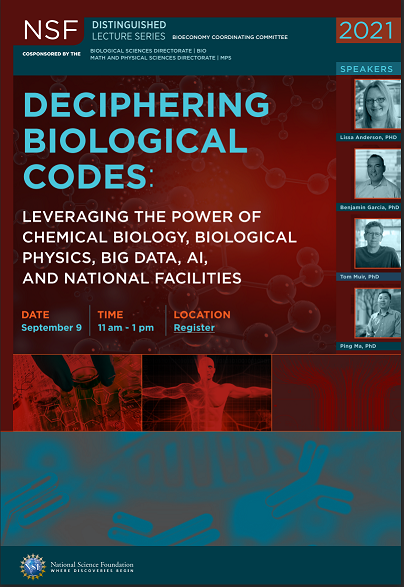 NSF
DISTINGUISHED
LECTURE SERIES BIOECONOMY COORDINATING COMMITTEE
2021
COSPONSORED BY THE
BIOLOGICAL SCIENCES DIRECTORATE | BIO
MATH AND PHYSICAL SCIENCES DIRECTORATE | MPS
SPEAKERS
DECIPHERING
BIOLOGICAL
CODES:
LEVERAGING THE POWER OF
CHEMICAL BIOLOGY, BIOLOGICAL
PHYSICS, BIG DATA, AI,
AND NATIONAL FACILITIES
Lissa Anderson, PHD
Benjamin Garcia, PhD
Tom Muir, PhD
Ping Ma, PhD
DATE
September 9
TIME
11 am - 1 pm
LOCATION
Register
National Science Foundation
WHERE DISCOVERIES BEGIN